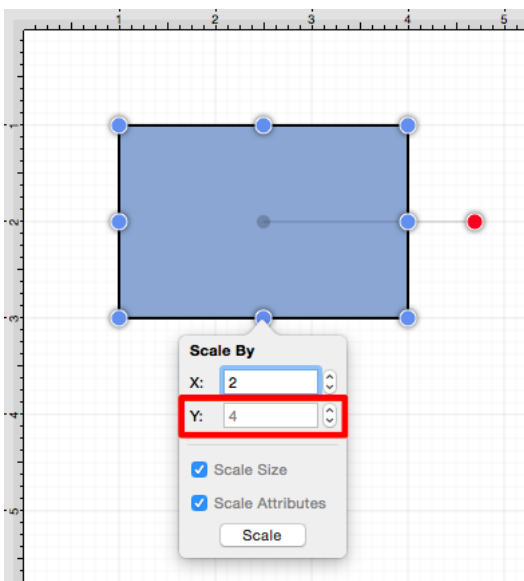 1 2 3 4 5
1
2
3
4
5
Scale By
X: 2
Y: 4
Scale Size
Scale Attributes
Scale